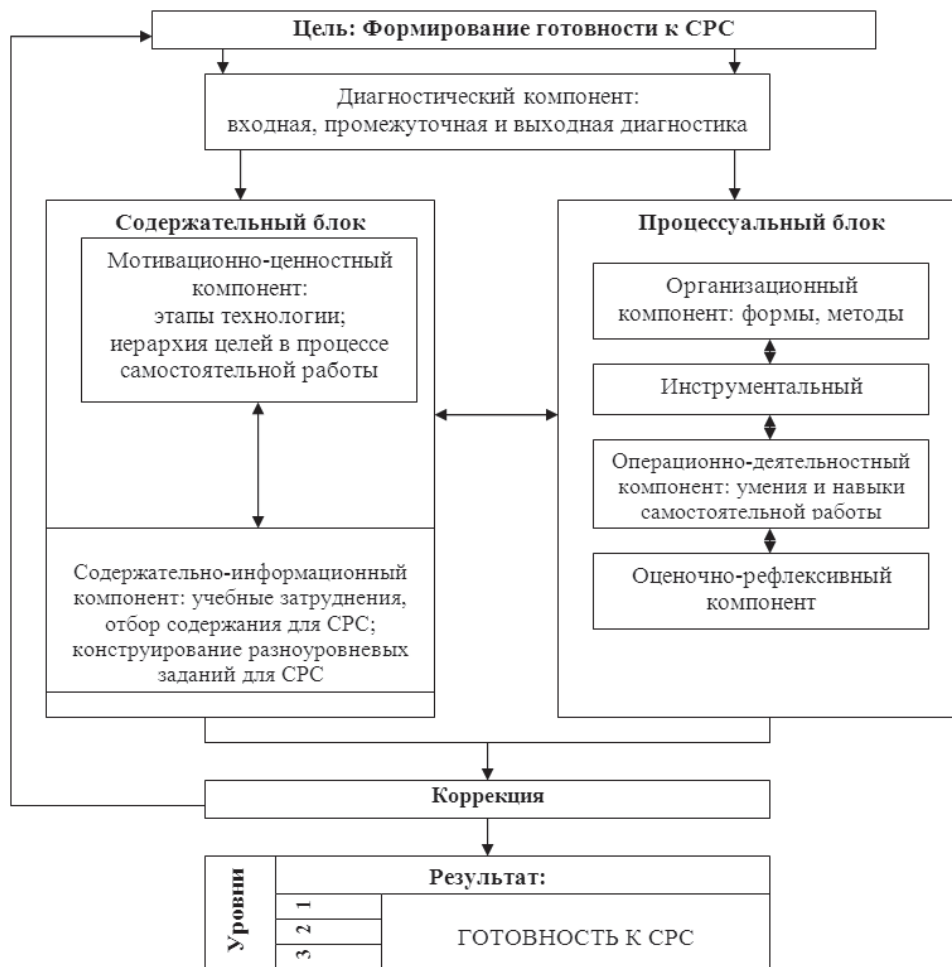 Цель: Формирование готовности к СРС
Диагностический компонент:
входная, промежуточная и выходная диагностика
Содержательный блок
Мотивационно-ценностный
компонент:
этапы технологии;
иерархия целей в процессе
самостоятельной работы
Содержательно-информационный
компонент: учебные затруднения,
отбор содержания для СРС;
конструирование разноуровневых
заданий для СРС
Процессуальный блок
Организационный
компонент: формы, методы
Инструментальный
Операционно-деятельностный
компонент: умения и навыки
самостоятельной работы
Оценочно-рефлексивный
компонент
Коррекция
Уровни
Результат:
1
2
3
ГОТОВНОСТЬ К СРС